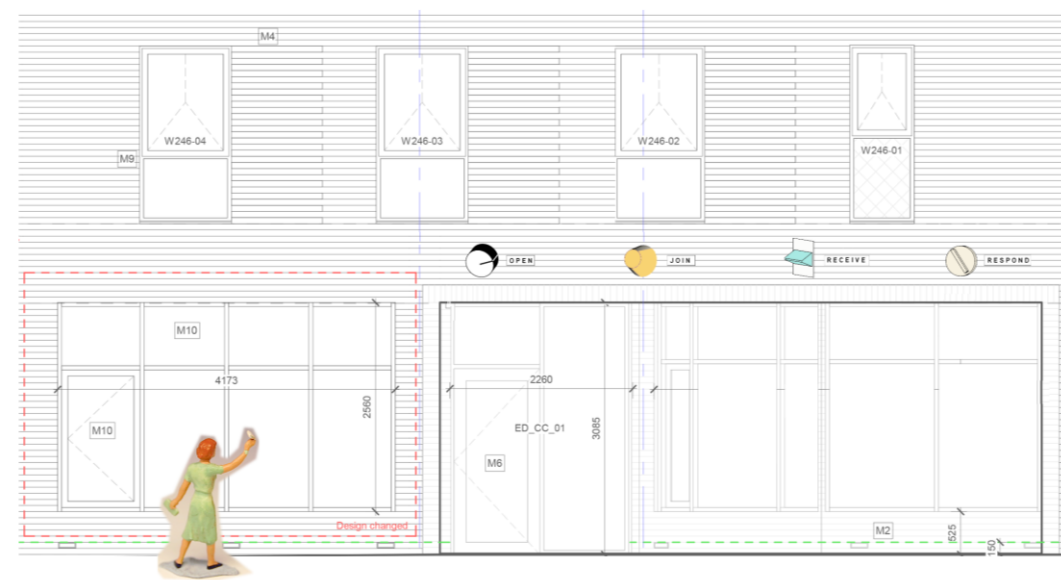 M4
W246-04
W246-03
W246-02
W246-01
M9
OPEN
JOIN
RECEIVE
RESPOND
M10
4173
2260
2560
M10
ED_CC_01
3085
M6
Design changed
M2
525
150